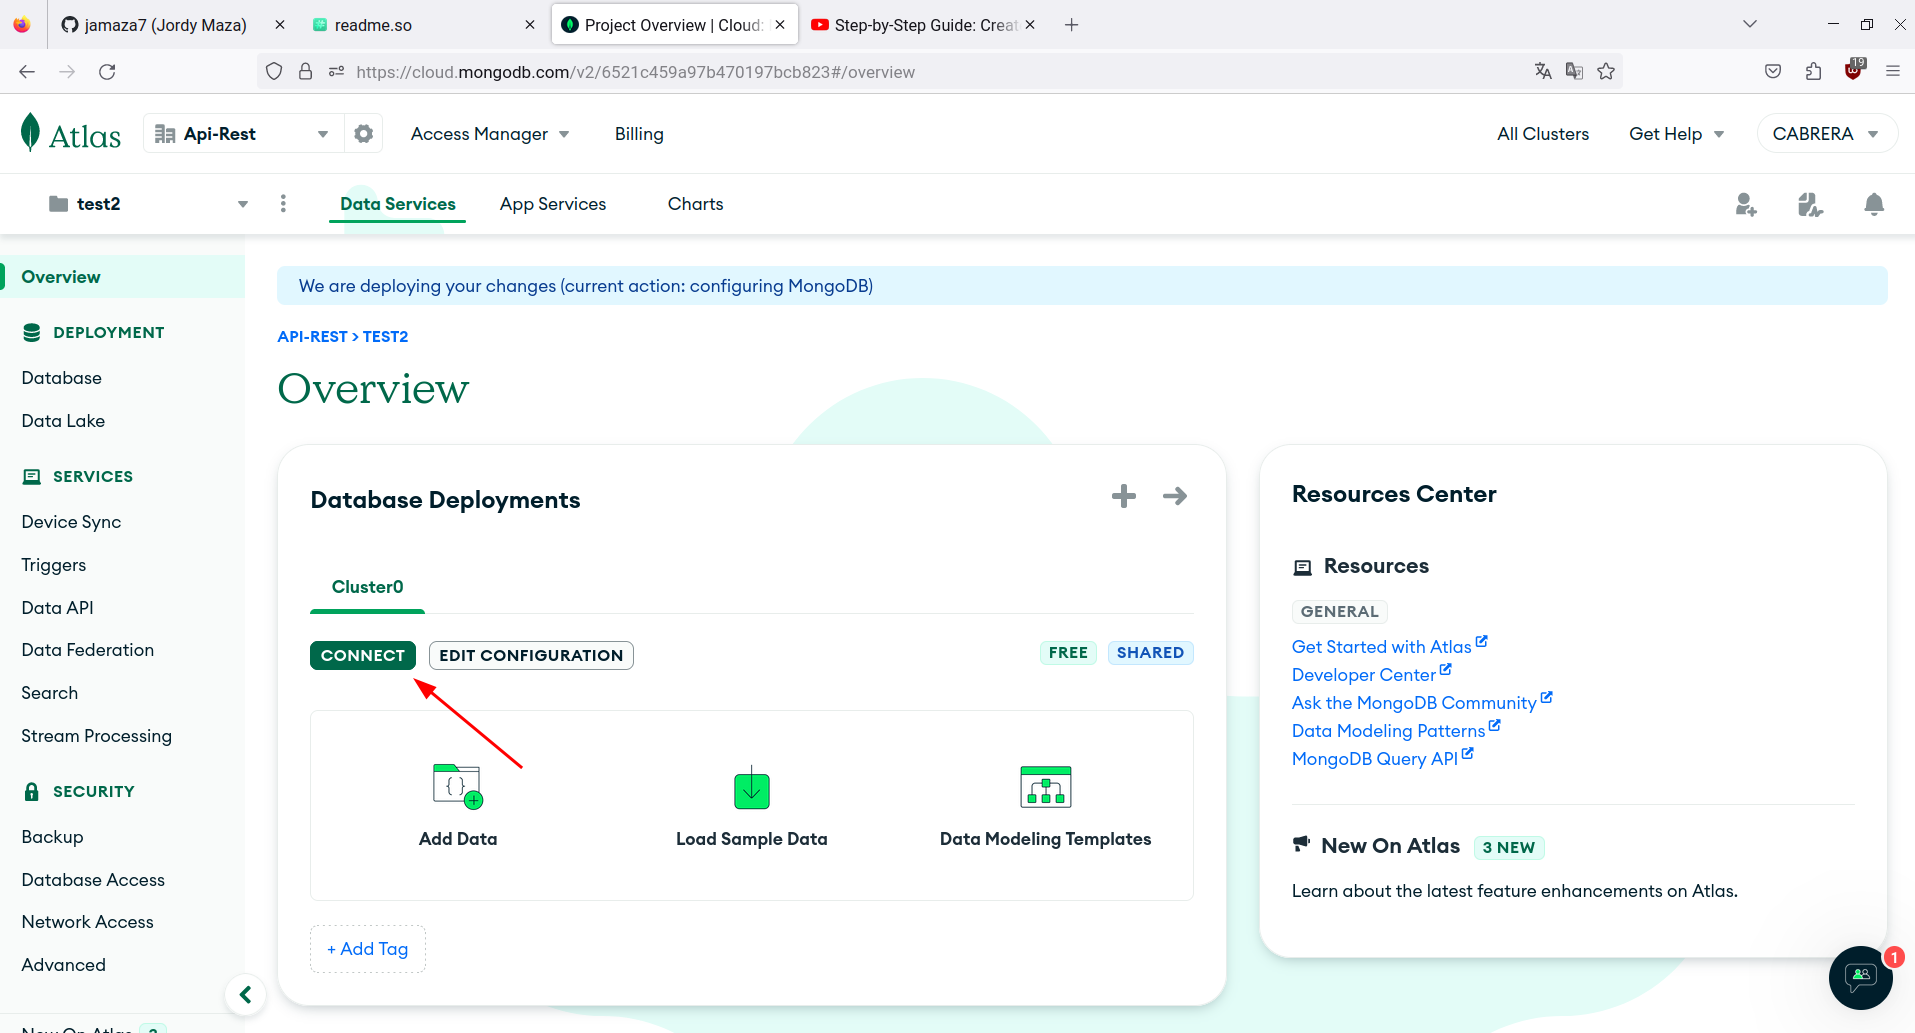 jamaza7 (Jordy Maza)
readme.so
Project Overview | Cloud:
Step-by-Step Guide: Creat
https://cloud.mongodb.com/v2/6521c459a97b470197bcb823#/overview
19
Atlas
Api-Rest
Access Manager
Billing
All Clusters
Get Help
CABRERA
test2
Data Services
App Services
Charts
Overview
DEPLOYMENT
Database
Data Lake
SERVICES
Device Sync
Triggers
Data API
Data Federation
Search
Stream Processing
SECURITY
Backup
Database Access
Network Access
Advanced
New On Atlas
We are deploying your changes (current action: configuring MongoDB)
API-REST > TEST2
Overview
Database Deployments
Cluster0
CONNECT
EDIT CONFIGURATION
FREE
SHARED
{ }
Add Data
Load Sample Data
Data Modeling Templates
+ Add Tag
Resources Center
Resources
GENERAL
Get Started with Atlas
Developer Center
Ask the MongoDB Community
Data Modeling Patterns
MongoDB Query API
New On Atlas
3 NEW
Learn about the latest feature enhancements on Atlas.
1